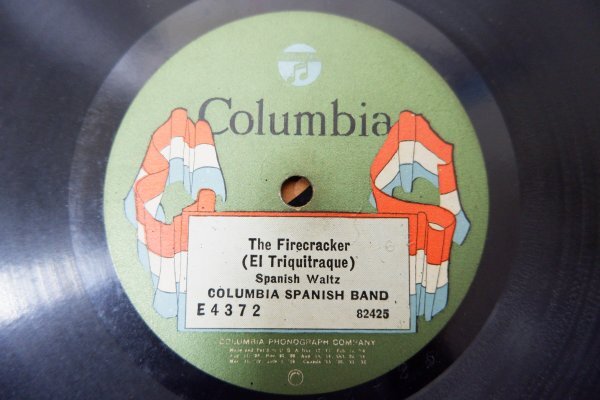 Columbia
The Firecracker
(El Triquitraque)
Spanish Waltz
COLUMBIA SPANISH BAND
E4372 82425
COLUMBIA PHONOGRAPH COMPANY